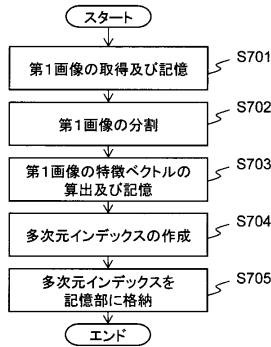 スタート
第1画像の取得及び記憶
S701
第1画像の分割
S702
第1画像の特徴ベクトルの
算出及び記憶
S703
多次元インデックスの作成
S704
多次元インデックスを
記憶部に格納
S705
エンド